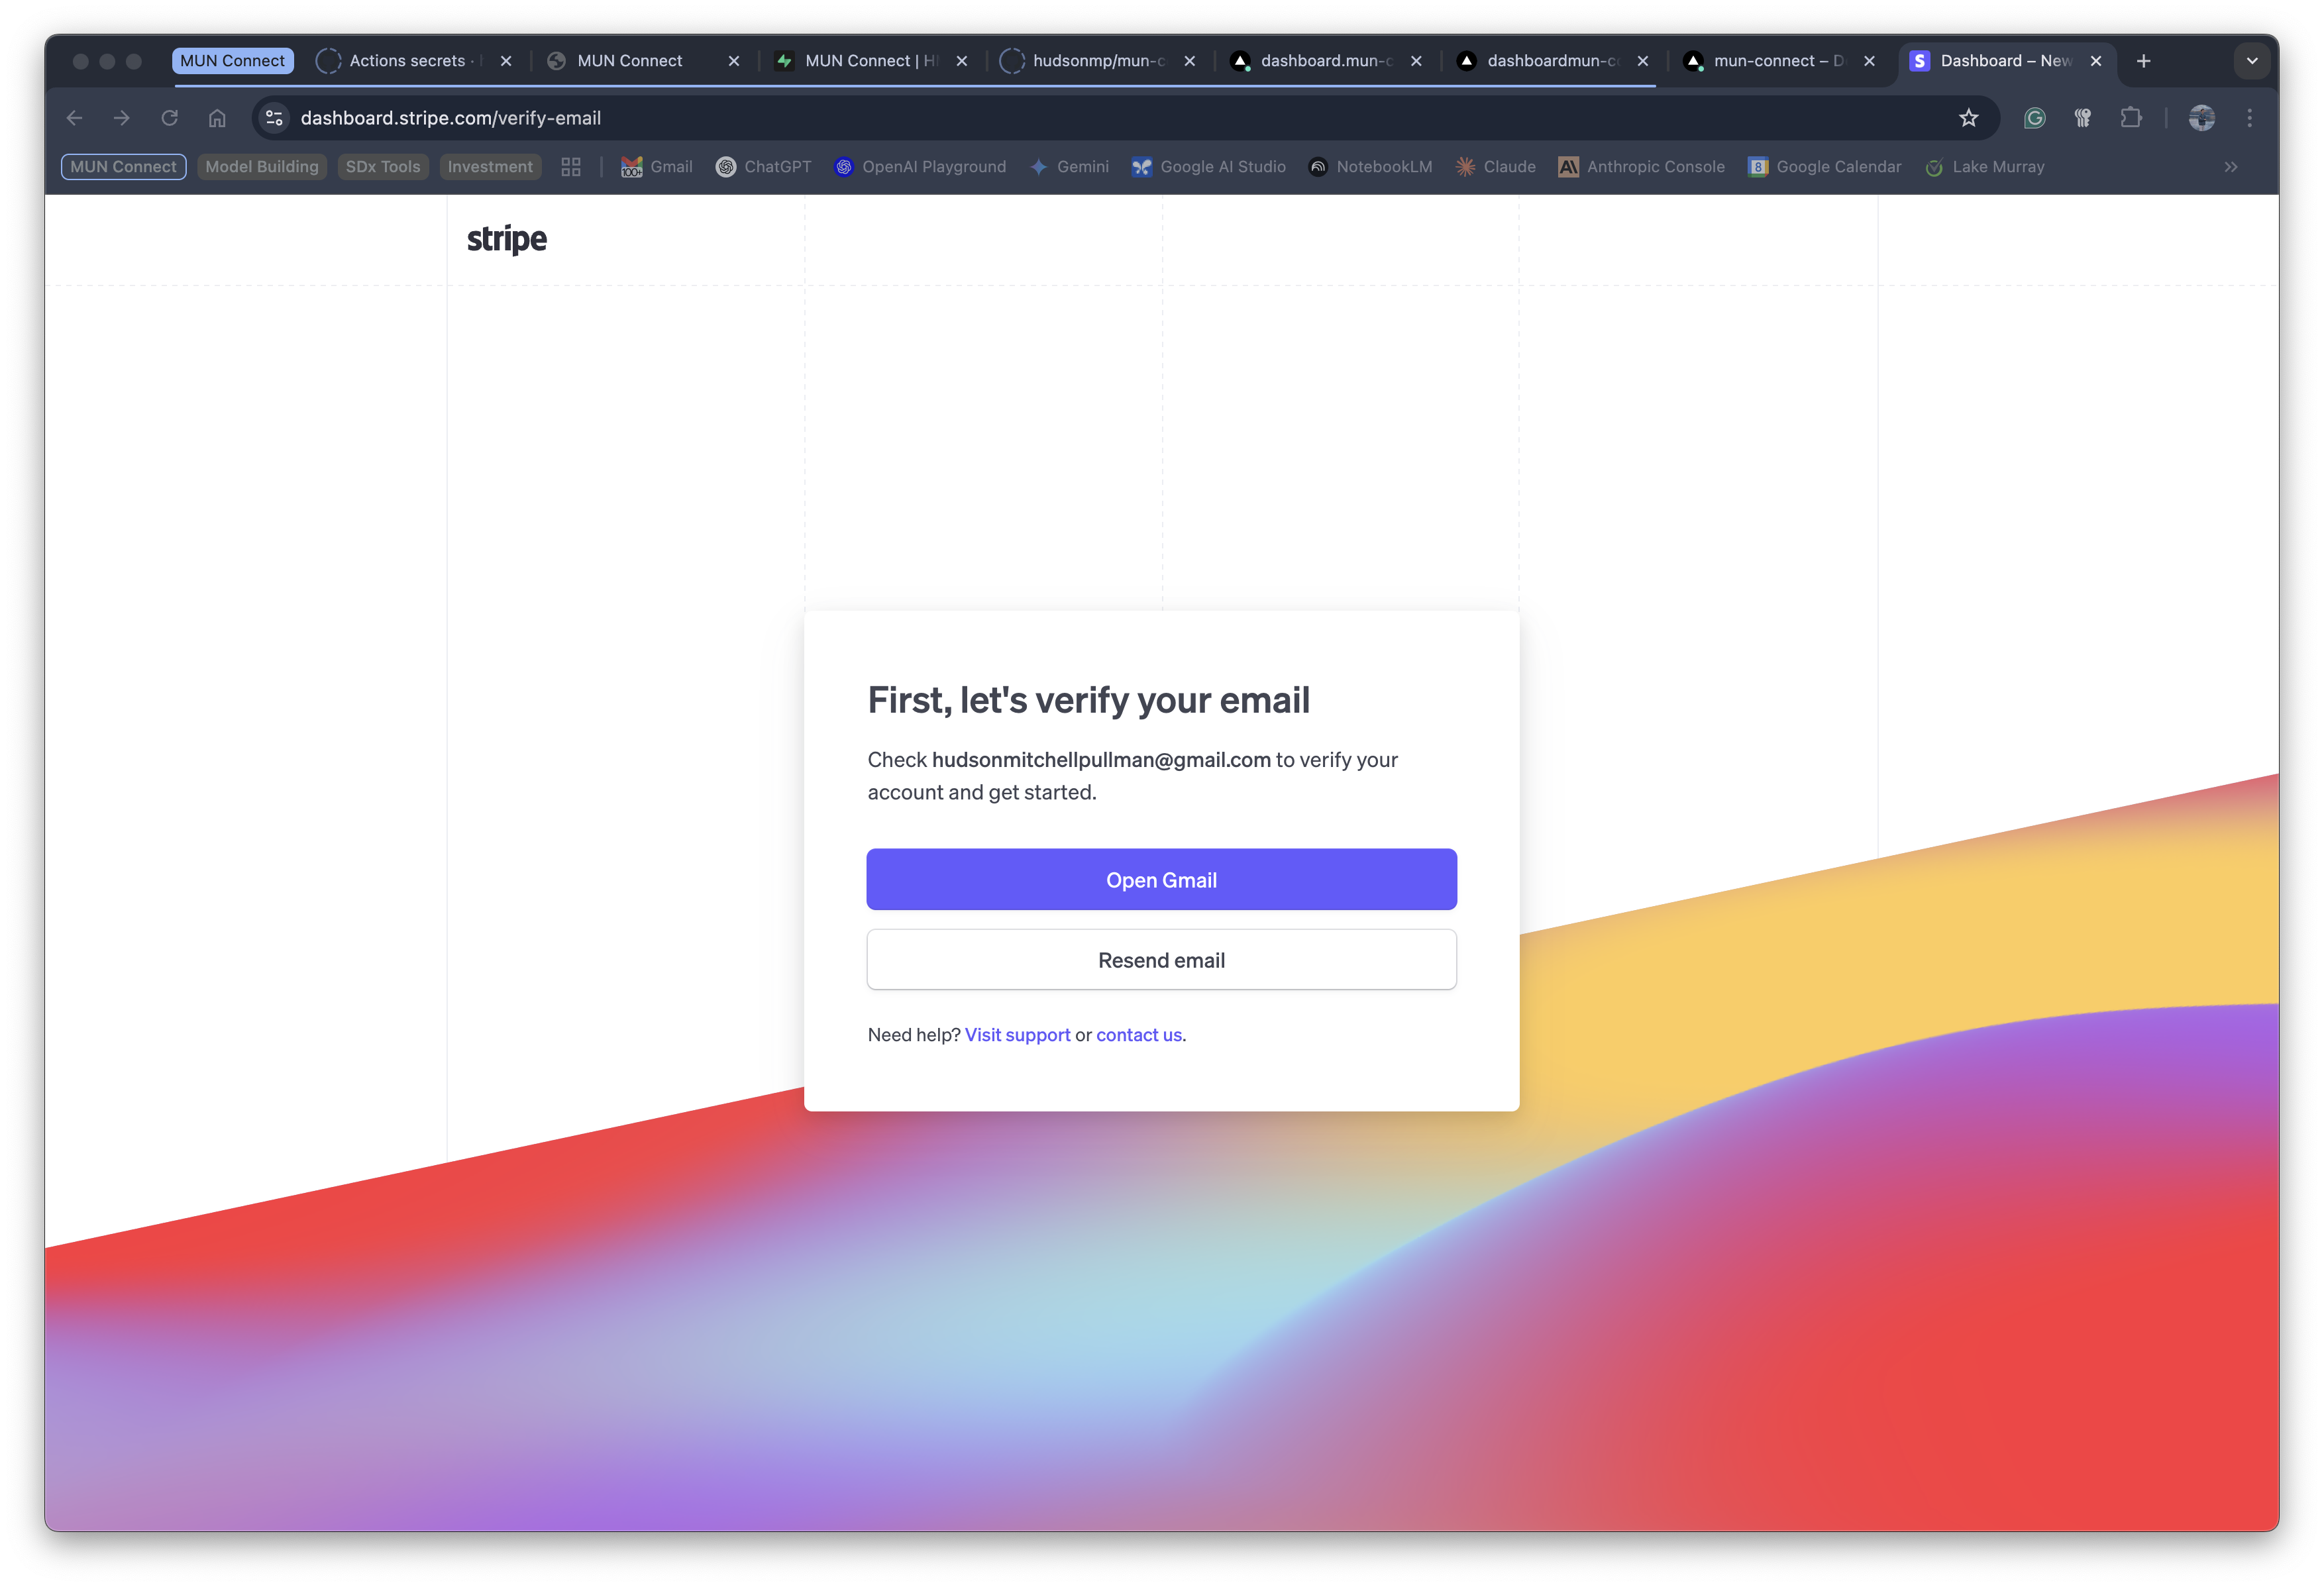 MUN Connect
Actions secrets ·
MUN Connect
MUN Connect | H
hudsonmp/mun-c
dashboard.mun-c
dashboardmun-c
mun-connect – D
Dashboard – New
dashboard.stripe.com/verify-email
MUN Connect
Model Building
SDx Tools
Investment
100+
Gmail
ChatGPT
OpenAI Playground
Gemini
Google AI Studio
NotebookLM
Claude
Anthropic Console
8
Google Calendar
Lake Murray
stripe
First, let's verify your email
Check hudsonmitchellpullman@gmail.com to verify your
account and get started.
Open Gmail
Resend email
Need help? Visit support or contact us.